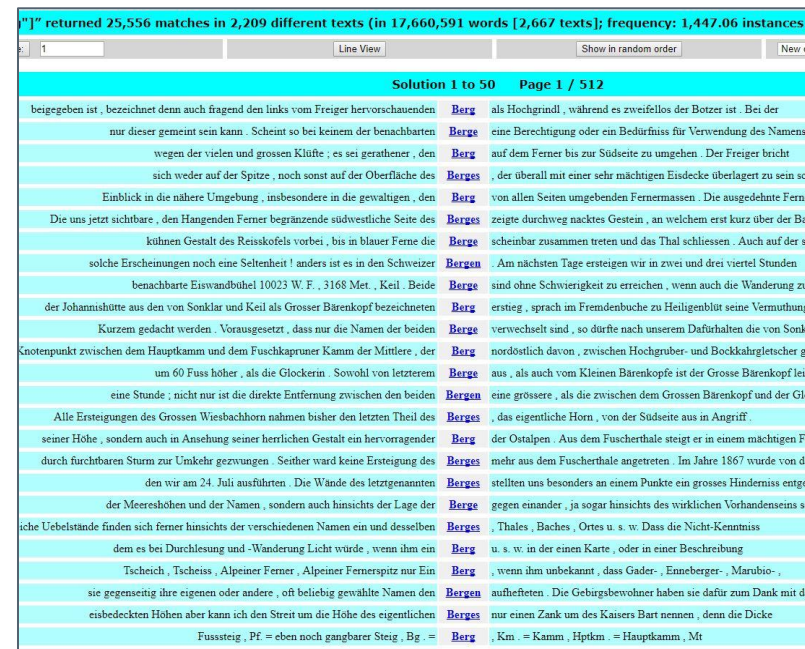 "]" returned 25,556 matches in 2,209 different texts (in 17,660,591 words [2,667 texts]; frequency: 1,447.06 instances
1 Line View Show in random order New
Solution 1 to 50 Page 1 / 512
beigegeben ist , bezeichnet denn auch fragend den links vom Freiger hervorschauenden Berg als Hochgrindl , während es zweifellos der Botzer ist . Bei der
nur dieser gemeint sein kann . Scheint so bei keinem der benachbarten Berge eine Berechtigung oder ein Bedürfniss für Verwendung des Namens
wegen der vielen und grossen Klüfte ; es sei gerathener , den Berg auf dem Ferner bis zur Südseite zu umgehen . Der Freiger bricht
sich weder auf der Spitze , noch sonst auf der Oberfläche des Berges , der überall mit einer sehr mächtigen Eisdecke überlagert zu sein
Einblick in die nähere Umgebung , insbesondere in die gewaltigen , den Berg von allen Seiten umgebenden Fernermassen . Die ausgedehnte
Die uns jetzt sichtbare , den Hangenden Ferner begränzende südwestliche Seite des Berges zeigte durchweg nacktes Gestein , an welchem erst kurz über der
kühnen Gestalt des Reisskofels vorbei , bis in blauer Ferne die Berge scheinbar zusammen treten und das Thal schliessen . Auch auf der
solche Erscheinungen noch eine Seltenheit ! anders ist es in den Schweizer Bergen . Am nächsten Tage ersteigen wir in zwei und drei viertel Stunden
benachbarte Eiswandbühel 10023 W. F. , 3168 Met. , Keil . Beide Berge sind ohne Schwierigkeit zu erreichen , wenn auch die Wanderung
der Johannishütte aus den von Sonklar und Keil als Grosser Bärenkopf bezeichneten Berg erstieg , sprach im Fremdenbuche zu Heiligenblüt seine Vermuthung
Kurzem gedacht werden . Vorausgesetzt , dass nur die Namen der beiden Berge verwechselt sind , so dürfte nach unserem Dafürhalten die von
Knotenpunkt zwischen dem Hauptkamm und dem Fuschkapruner Kamm der Mittlere , der Berg nordöstlich davon , zwischen Hochgruber- und Bockkahrgletscher
um 60 Fuss höher , als die Glockerin . Sowohl von letzterem Berge aus , als auch vom Kleinen Bärenkopfe ist der Grosse Bärenkopf
eine Stunde ; nicht nur ist die direkte Entfernung zwischen den beiden Bergen eine grössere , als die zwischen dem Grossen Bärenkopf und der
Alle Ersteigungen des Grossen Wiesbachhorn nahmen bisher den letzten Theil des Berges , das eigentliche Horn , von der Südseite aus in Angriff .
seiner Höhe , sondern auch in Ansehung seiner herrlichen Gestalt ein hervorragender Berg der Ostalpen . Aus dem Fuscherthale steigt er in einem mächtigen
durch furchtbaren Sturm zur Umkehr gezwungen . Seither ward keine Ersteigung des Berges mehr aus dem Fuscherthale angetreten . Im Jahre 1867 wurde von
den wir am 24. Juli ausführten . Die Wände des letztgenannten Berges stellten uns besonders an einem Punkte ein grosses Hinderniss
der Meereshöhen und der Namen , sondern auch hinsichts der Lage der Berge gegen einander , ja sogar hinsichts des wirklichen Vorhandenseins
iche Uebelstände finden sich ferner hinsichts der verschiedenen Namen ein und desselben Berges , Thales , Baches , Ortes u. s. w. Dass die Nicht-Kenntniss
dem es bei Durchlesung und -Wanderung Licht würde , wenn ihm ein Berg u. s. w. in der einen Karte , oder in einer Beschreibung
Tscheich , Tscheiss , Alpeiner Ferner , Alpeiner Fernerspitz nur Ein Berg , wenn ihm unbekannt , dass Gader- , Enneberger- , Marubio- ,
sie gegenseitig ihre eigenen oder andere , oft beliebig gewählte Namen den Bergen aufhefteten . Die Gebirgsbewohner haben sie dafür zum Dank mit
eisbedeckten Höhen aber kann ich den Streit um die Höhe des eigentlichen Berges nur einen Zank um des Kaisers Bart nennen , denn die Dicke
Fusssteig , Pf. = eben noch gangbarer Steig , Bg . = Berg , Km . = Kamm , Hptkm . = Hauptkamm , Mt